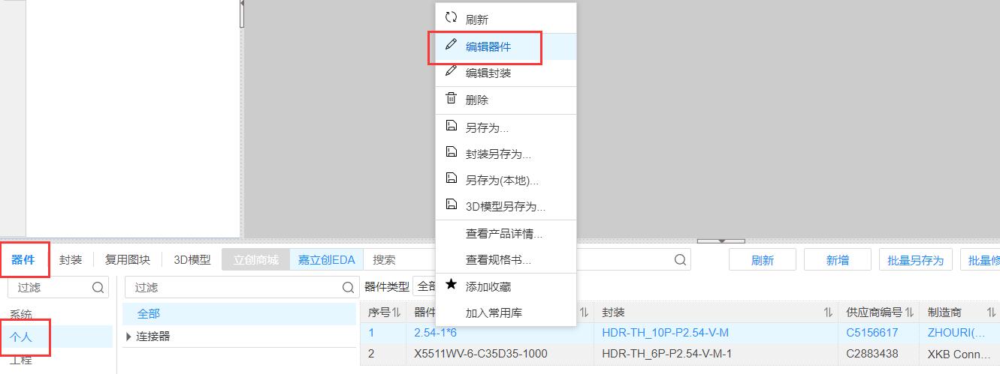 刷新
编辑器件
编辑封装
删除
另存为...
封装另存为...
另存为(本地)...
3D模型另存为...
查看产品详情...
查看规格书...
添加收藏
加入常用库
器件 封装 复用图块 3D模型 立创商城 嘉立创EDA 搜索 刷新 新增 批量另存为 批量修
过滤 过滤 器件类型 全部
系统 全部
个人 连接器
工程
序号 器件 封装 供应商编号 制造商
1 2.54-1*6 HDR-TH_10P-P2.54-V-M C5156617 ZHOURI(...
2 X5511WV-6-C35D35-1000 HDR-TH_6P-P2.54-V-M-1 C2883438 XKB Conn...